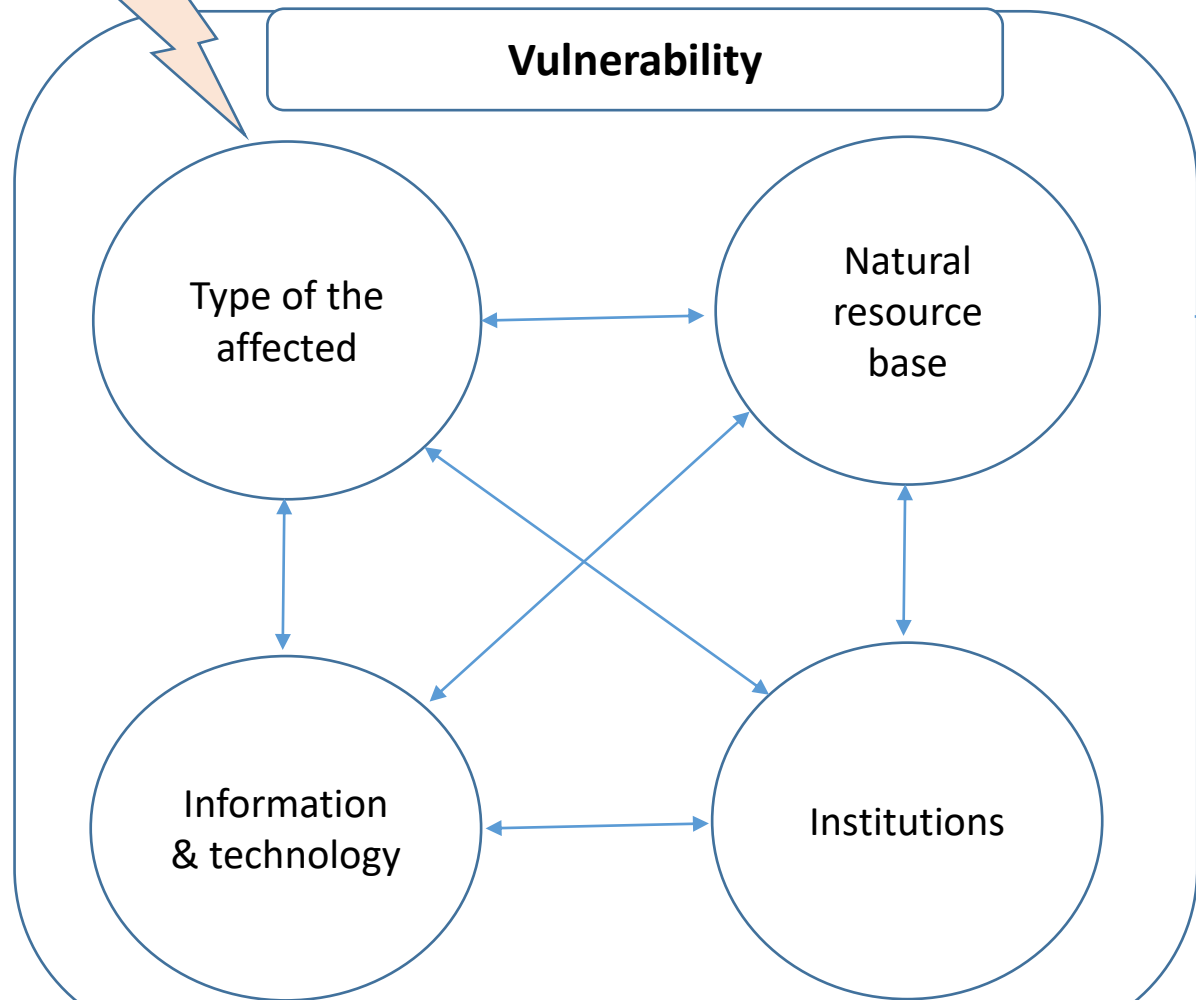 Vulnerability
Type of the
affected
Natural
resource
base
Information
& technology
Institutions